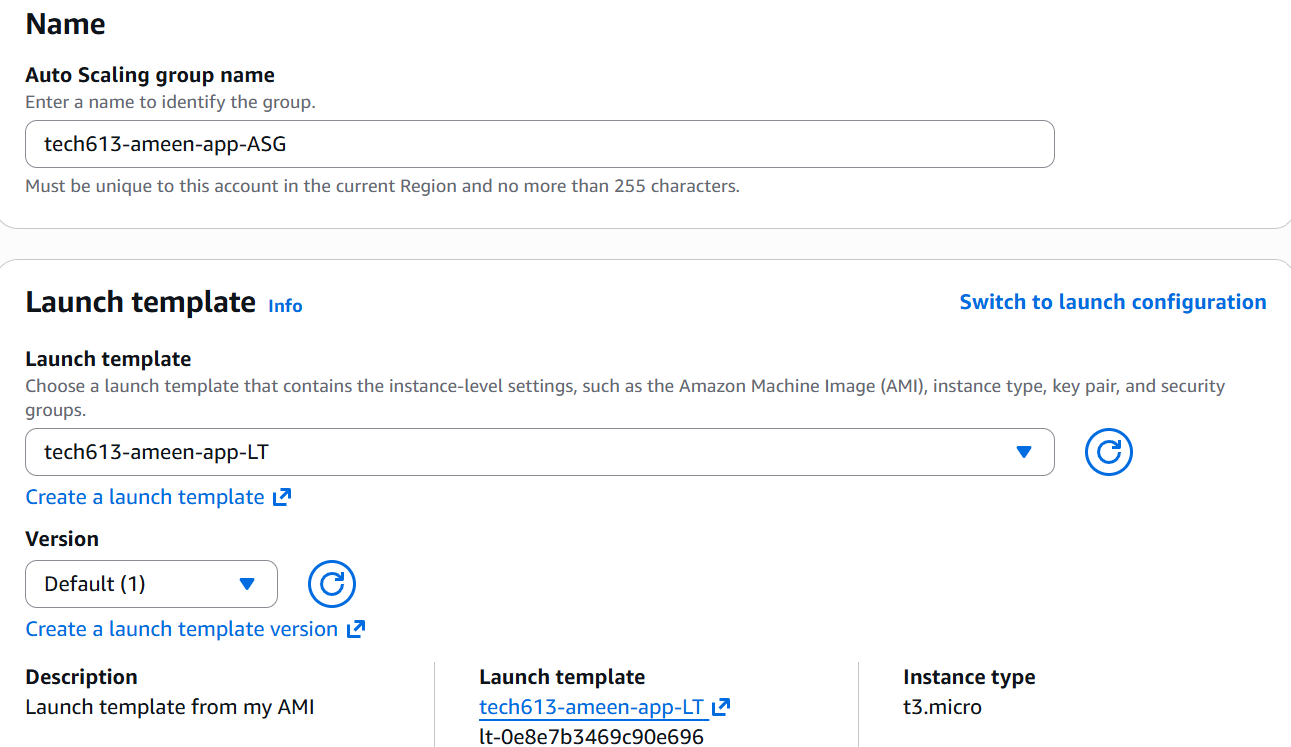 Name
Auto Scaling group name
Enter a name to identify the group.
tech613-ameen-app-ASG
Must be unique to this account in the current Region and no more than 255 characters.
Launch template Info
Switch to launch configuration
Launch template
Choose a launch template that contains the instance-level settings, such as the Amazon Machine Image (AMI), instance type, key pair, and security
groups.
tech613-ameen-app-LT
Create a launch template
Version
Default (1)
Create a launch template version
Description
Launch template from my AMI
Launch template
tech613-ameen-app-LT
lt-0e8e7b3469c90e696
Instance type
t3.micro